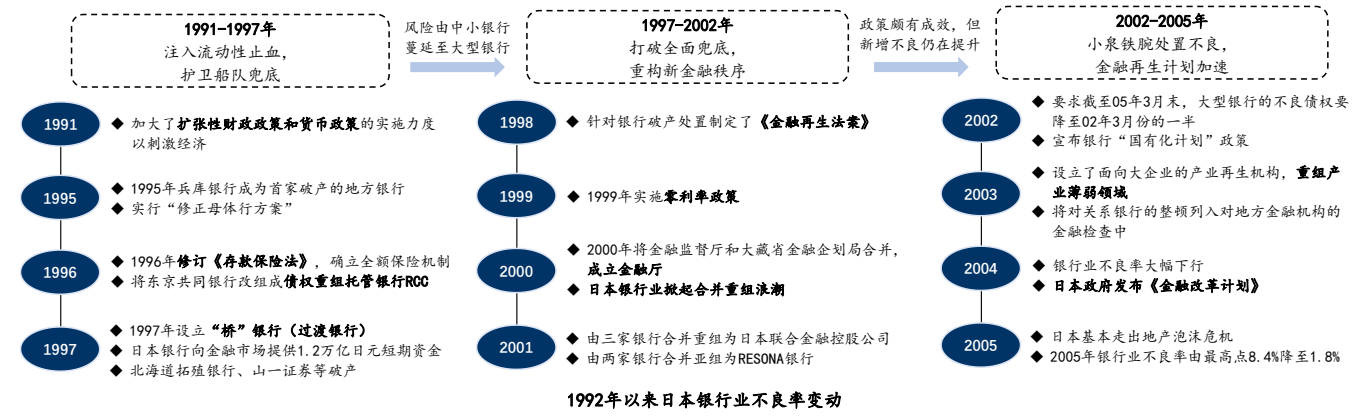 1991-1997年
注入流动性止血，
护卫船队兜底
风险由中小银行
蔓延至大型银行
1997-2002年
打破全面兜底，
重构新金融秩序
政策颇有成效，但
新增不良仍在提升
2002-2005年
小泉铁腕处置不良，
金融再生计划加速
1991
◆ 加大了扩张性财政政策和货币政策的实施力度
以刺激经济
1995
◆ 1995年兵库银行成为首家破产的地方银行
◆ 实行“修正母体行方案”
1996
◆ 1996年修订《存款保险法》，确立全额保险机制
◆ 将东京共同银行改组成债权重组托管银行RCC
1997
◆ 1997年设立“桥”银行（过渡银行）
◆ 日本银行向金融市场提供1.2万亿日元短期资金
◆ 北海道拓殖银行、山一证券等破产
1998
◆ 针对银行破产处置制定了《金融再生法案》
1999
◆ 1999年实施零利率政策
2000
◆ 2000年将金融监督厅和大藏省金融企划局合并，
成立金融厅
◆ 日本银行业掀起合并重组浪潮
2001
◆ 由三家银行合并重组为日本联合金融控股公司
◆ 由两家银行合并亚组为RESONA银行
2002
◆ 要求截至05年3月末，大型银行的不良债权要
降至02年3月份的一半
◆ 宣布银行“国有化计划”政策
2003
◆ 设立了面向大企业的产业再生机构，重组产
业薄弱领域
◆ 将对关系银行的整顿列入对地方金融机构的
金融检查中
2004
◆ 银行业不良率大幅下行
◆ 日本政府发布《金融改革计划》
2005
◆ 日本基本走出地产泡沫危机
◆ 2005年银行业不良率由最高点8.4%降至1.8%
1992年以来日本银行业不良率变动